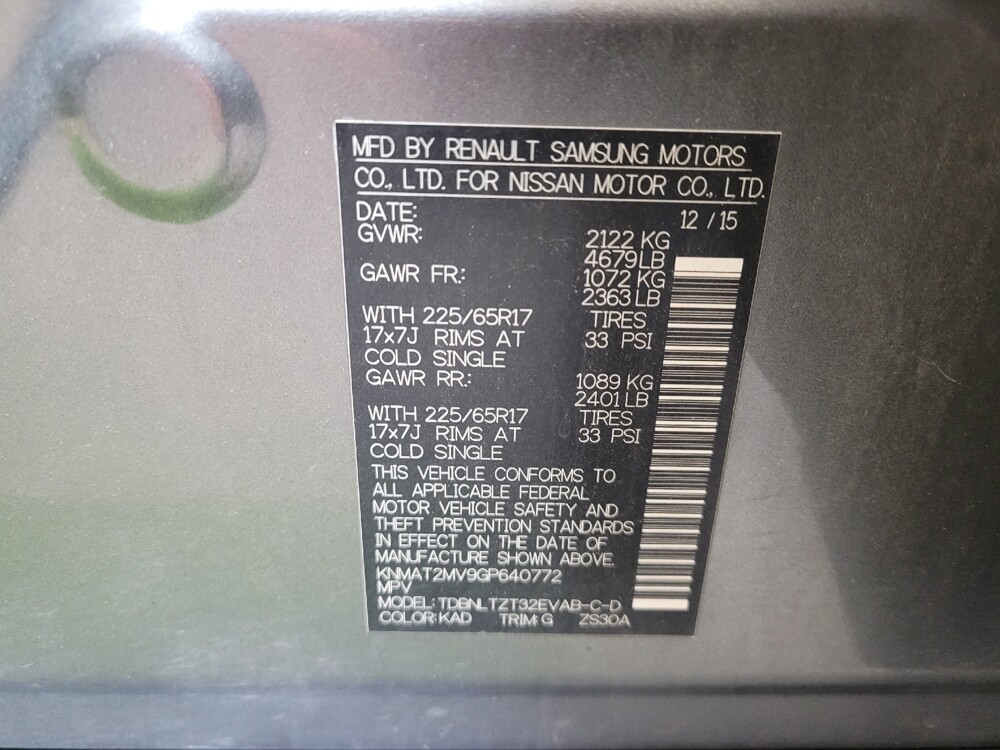 MFD BY RENAULT SAMSUNG MOTORS
CO., LTD. FOR NISSAN MOTOR CO., LTD.
DATE: 12 / 15
GVWR: 2122 KG
4679LB
GAWR FR.: 1072 KG
2363 LB
WITH 225/65R17 TIRES
17x7J RIMS AT 33 PSI
COLD SINGLE
GAWR RR.: 1089 KG
2401 LB
WITH 225/65R17 TIRES
17x7J RIMS AT 33 PSI
COLD SINGLE
THIS VEHICLE CONFORMS TO
ALL APPLICABLE FEDERAL
MOTOR VEHICLE SAFETY AND
THEFT PREVENTION STANDARDS
IN EFFECT ON THE DATE OF
MANUFACTURE SHOWN ABOVE.
KNMAT2MV9GP640772
MPV
MODEL: TDBNLTZT32EVAB-C-D
COLOR: KAD TRIM: G ZS30A